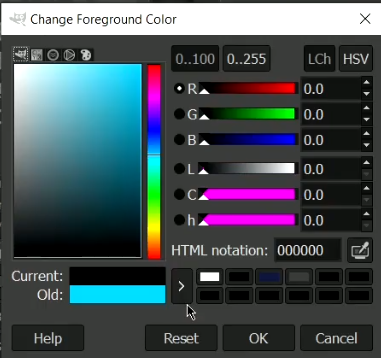 Change Foreground Color
0..100 0..255 LCh HSV
R 0.0
G 0.0
B 0.0
L 0.0
C 0.0
h 0.0
HTML notation: 000000
Current:
Old:
Help Reset OK Cancel